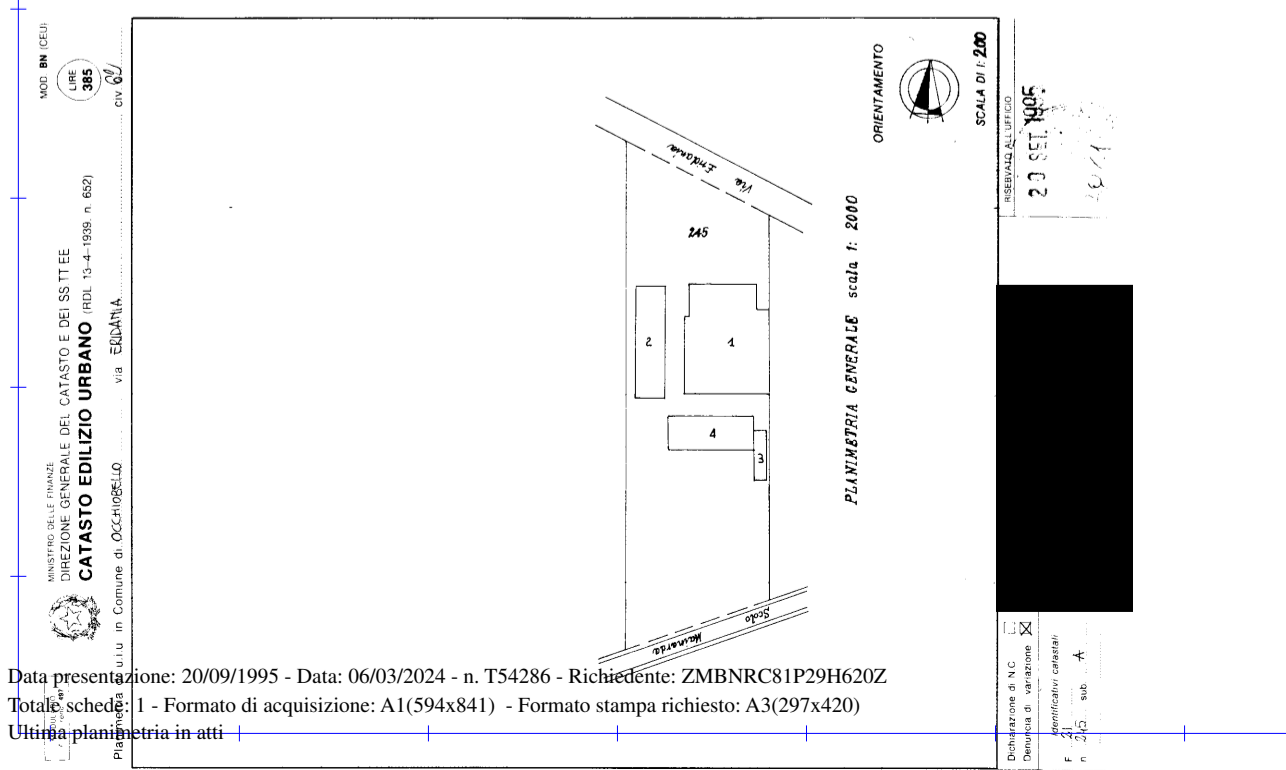 MOD. BN (CEU)
LIRE
385
MINISTERO DELLE FINANZE
DIREZIONE GENERALE DEL CATASTO E DEI SS TT EE
CATASTO EDILIZIO URBANO (RDL 13-4-1939. n. 652)
Planimetria di u.i.u. in Comune di OCCHIOBELLO via ERIDANIA civ.
ORIENTAMENTO
SCALA DI 1:200
Via Eridania
245
1
2
4
3
Scolo Mainarda
PLANIMETRIA GENERALE scala 1: 2000
RISERVATO ALL'UFFICIO
20 SET. 1995
Dichiarazione di N.C.
Denuncia di variazione
Identificativi catastali
F. 21
n. 245 sub. A
Data presentazione: 20/09/1995 - Data: 06/03/2024 - n. T54286 - Richiedente: ZMBNRC81P29H620Z
Totale schede: 1 - Formato di acquisizione: A1(594x841) - Formato stampa richiesto: A3(297x420)
Ultima planimetria in atti